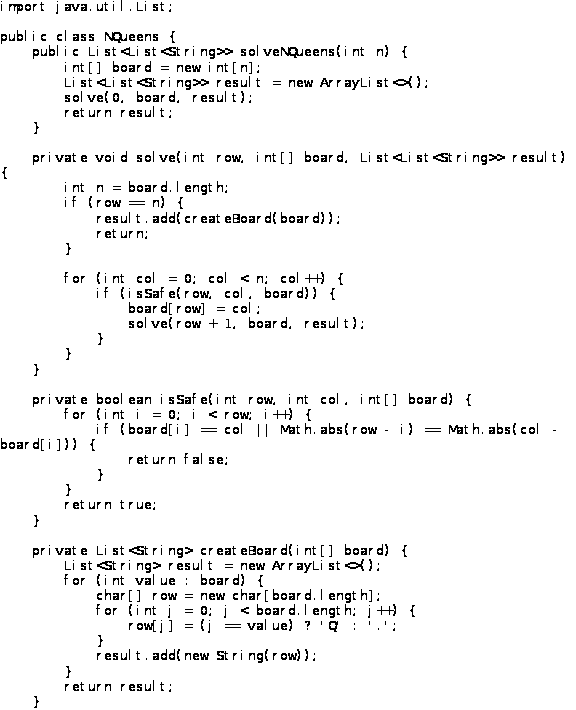 import java.util.List;
public class NQueens {
public List<List<String>> solveNQueens(int n) {
int[] board = new int[n];
List<List<String>> result = new ArrayList<>();
solve(0, board, result);
return result;
}
private void solve(int row, int[] board, List<List<String>> result)
{
int n = board.length;
if (row == n) {
result.add(createBoard(board));
return;
}
for (int col = 0; col < n; col++) {
if (isSafe(row, col, board)) {
board[row] = col;
solve(row + 1, board, result);
}
}
}
private boolean isSafe(int row, int col, int[] board) {
for (int i = 0; i < row; i++) {
if (board[i] == col || Math.abs(row - i) == Math.abs(col -
board[i])) {
return false;
}
}
return true;
}
private List<String> createBoard(int[] board) {
List<String> result = new ArrayList<>();
for (int value : board) {
char[] row = new char[board.length];
for (int j = 0; j < board.length; j++) {
row[j] = (j == value) ? 'Q' : '.';
}
result.add(new String(row));
}
return result;
}